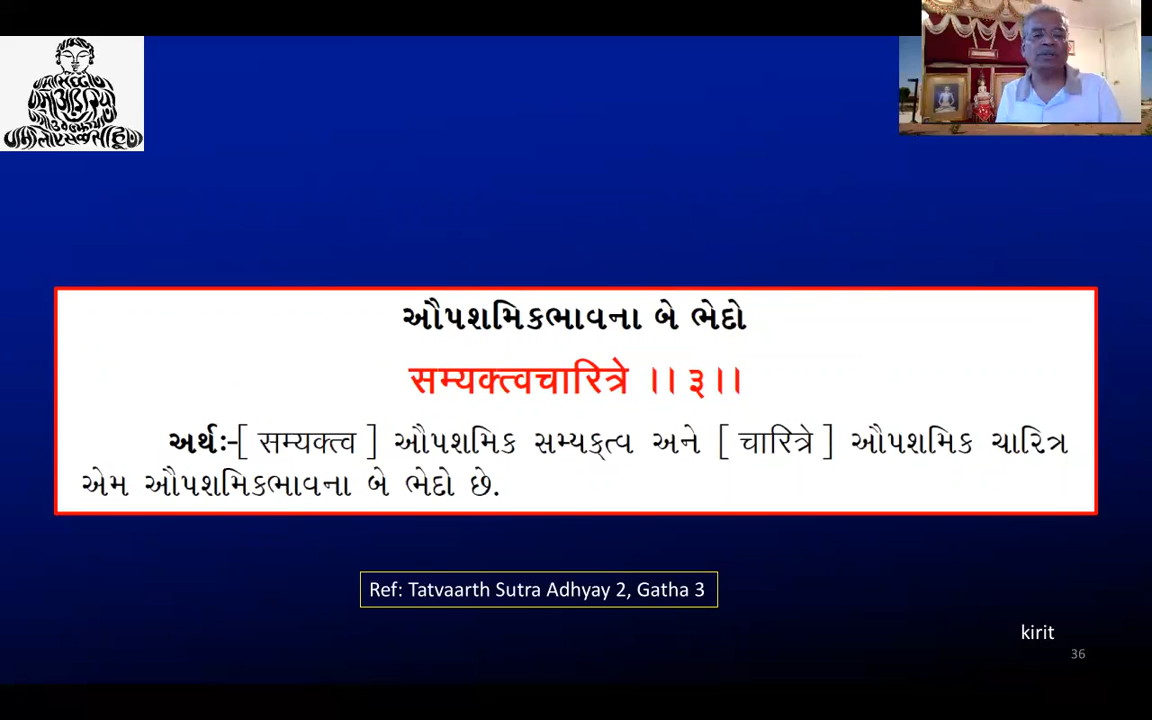 ઔપશમિકભાવના બે ભેદો
सम्यक्त्वचारित्रे ।।३।।
અર્થઃ-[ सम्यक्त्व ] ઔપશમિક સમ્યક્ત્વ અને [ चारित्रे ] ઔપશમિક ચારિત્ર
એમ ઔપશમિકભાવના બે ભેદો છે.
Ref: Tatvaarth Sutra Adhyay 2, Gatha 3
kirit
36